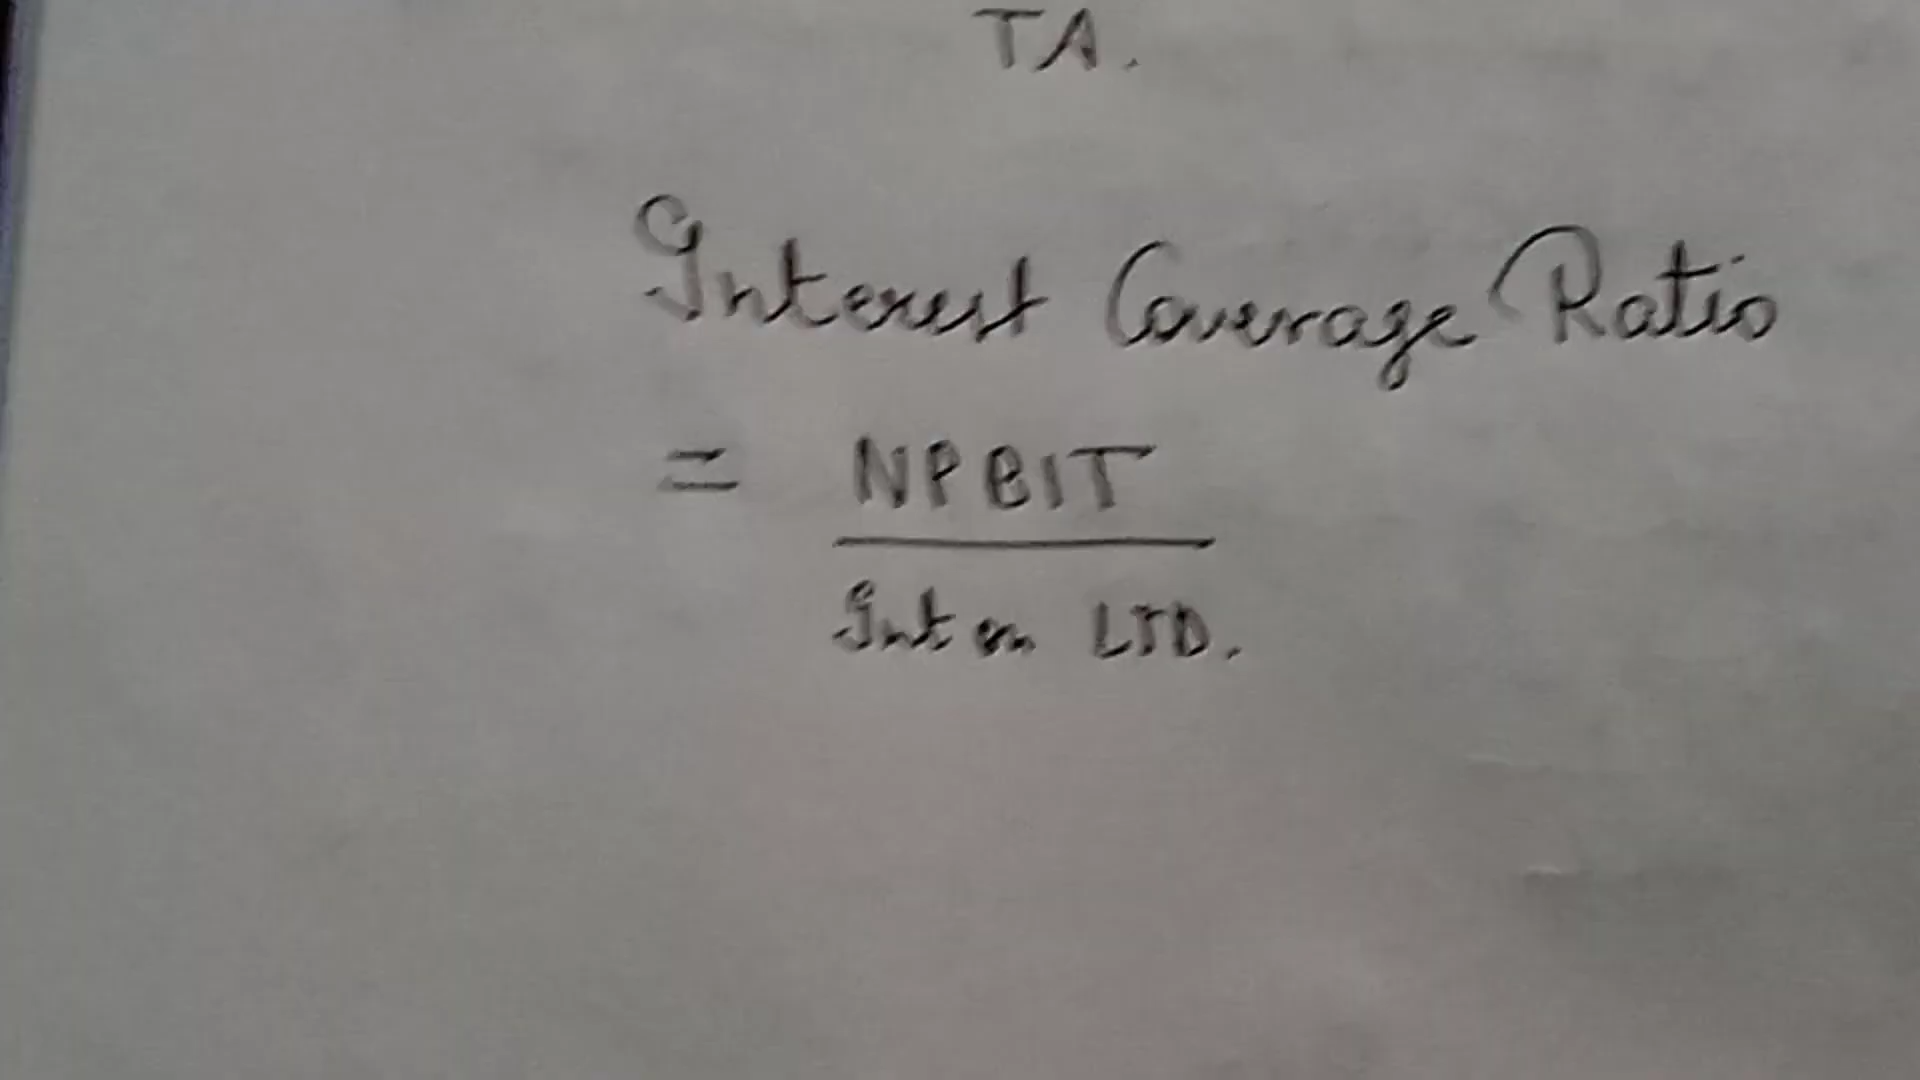 TA.
Interest Coverage Ratio
= NPBIT
Int on LTD.